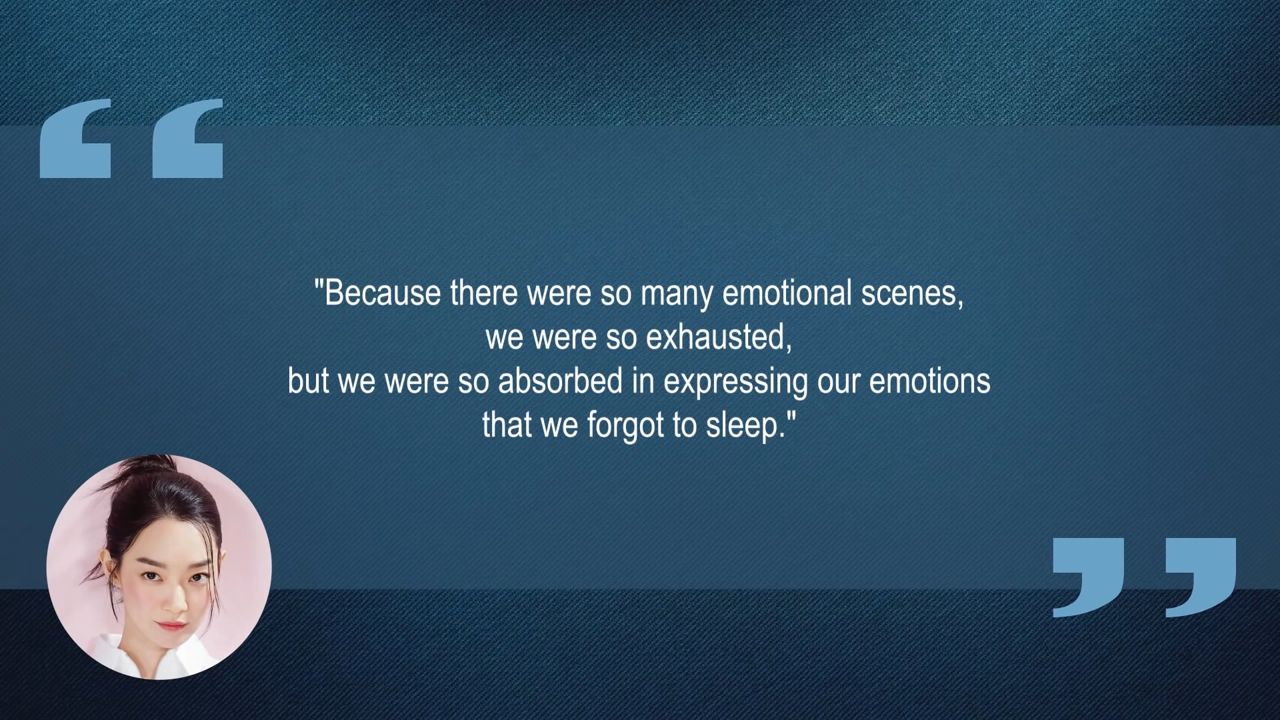 "Because there were so many emotional scenes,
we were so exhausted,
but we were so absorbed in expressing our emotions
that we forgot to sleep."